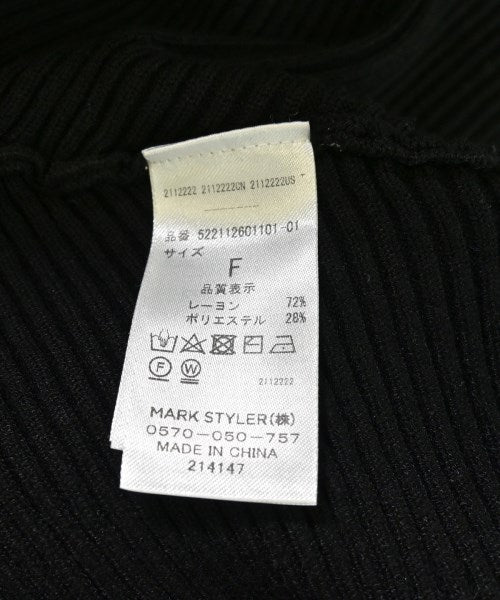 2112222 2112222CN 2112222US T
品番 522112601101-01
サイズ
F
品質表示
レーヨン 72%
ポリエステル 28%
F W
2112222
MARK STYLER(株)
0570-050-757
MADE IN CHINA
214147